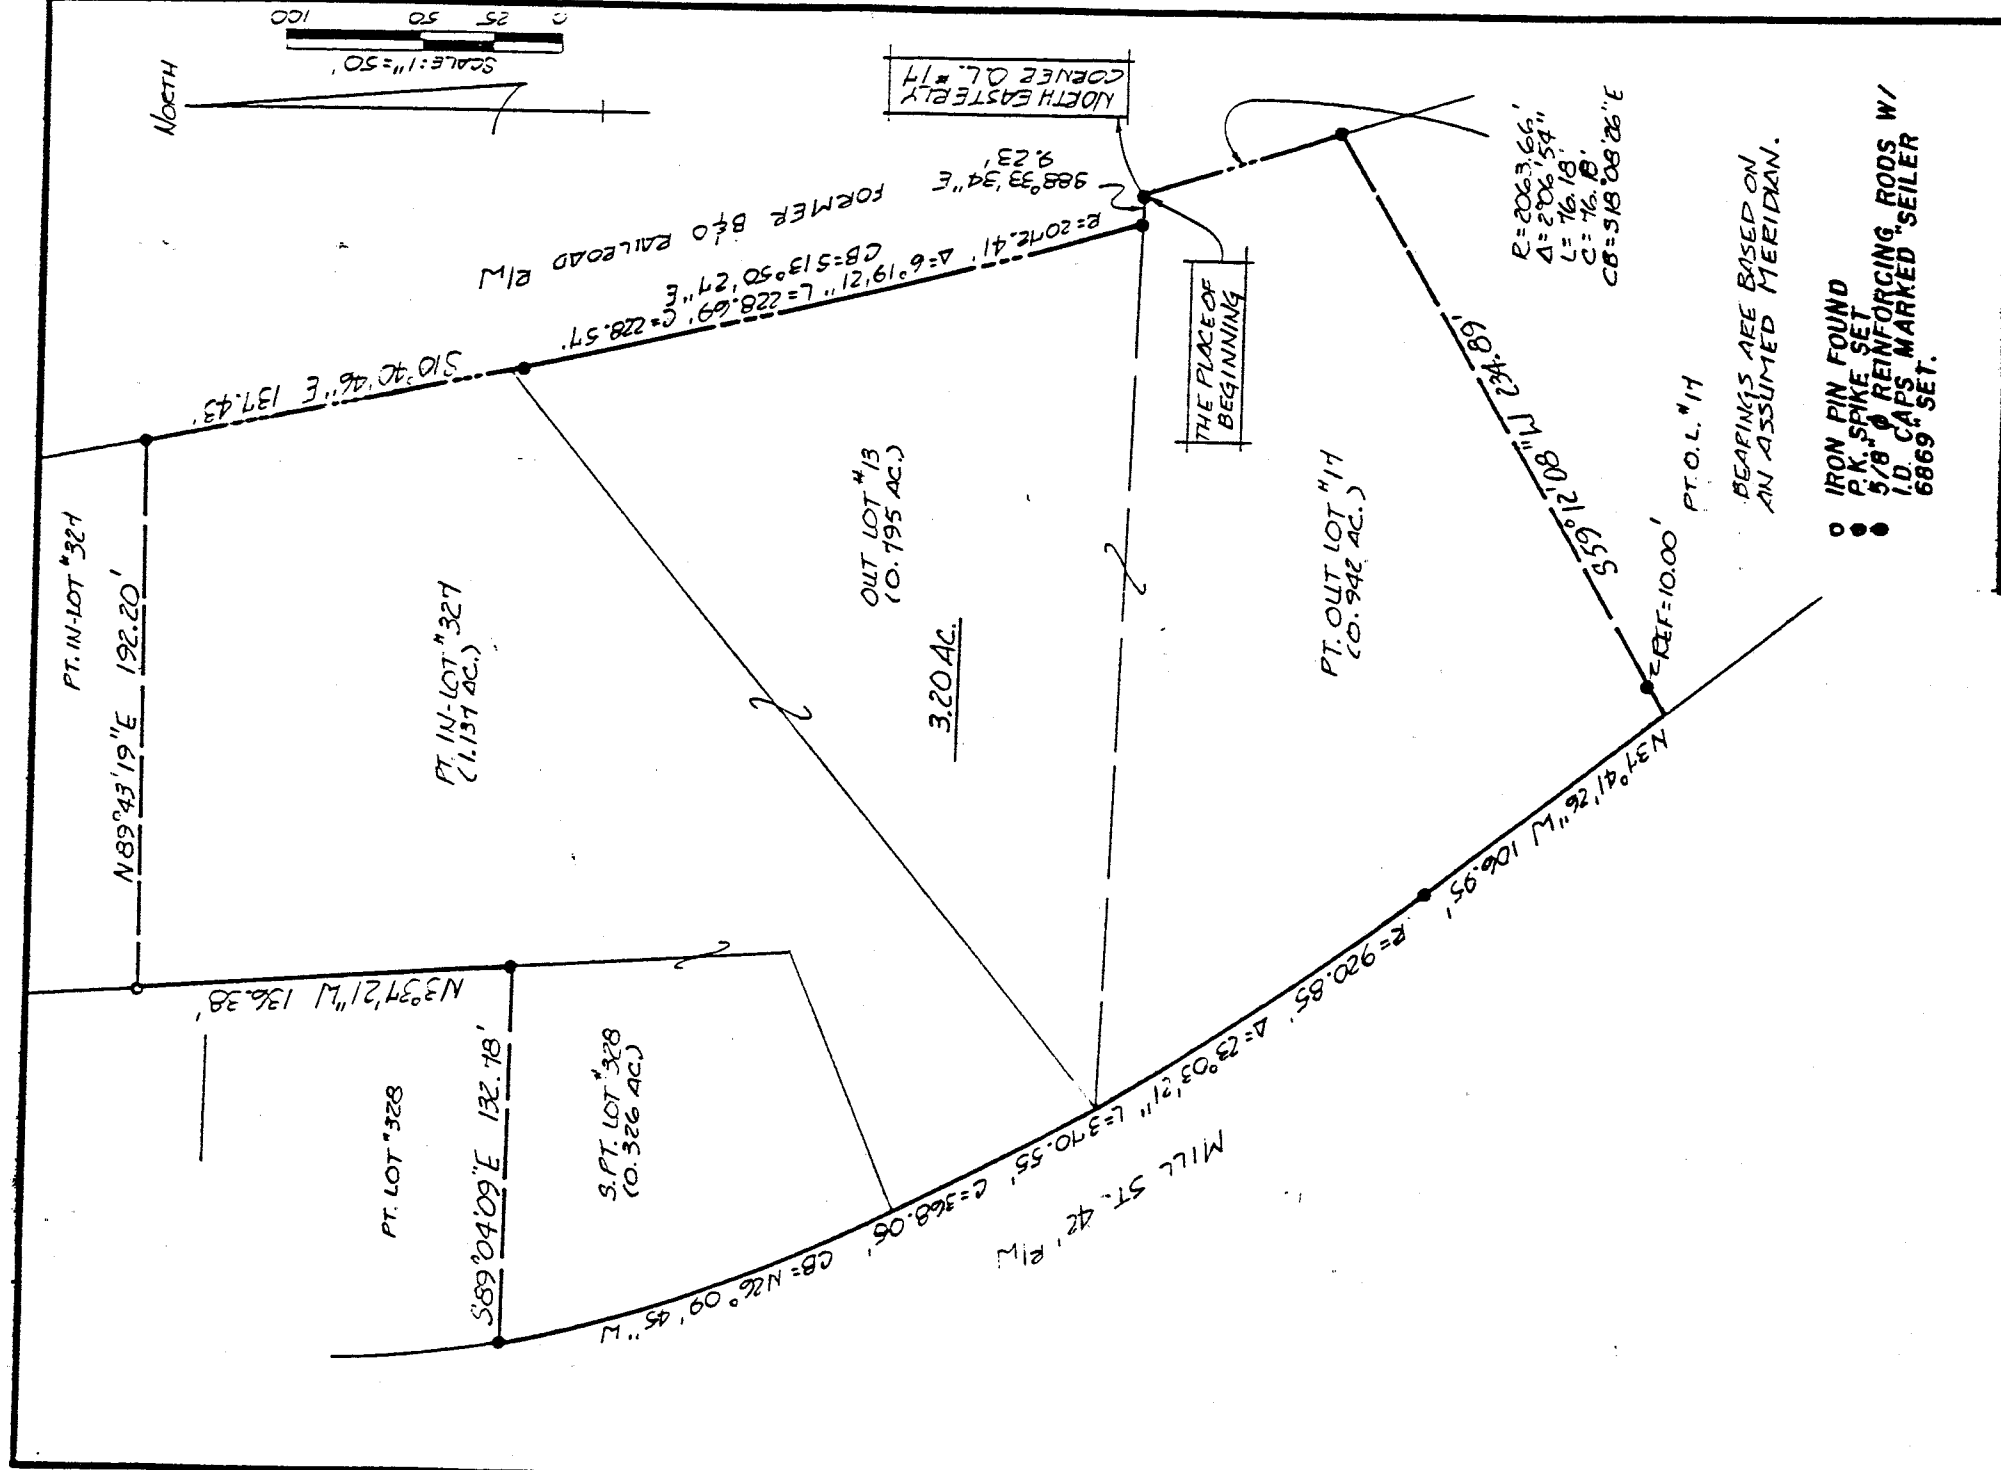 NORTH
SCALE: 1"=50'
0 25 50 100
NORTH EASTERLY
CORNER O.L. #17
FORMER B&O RAILROAD R/W
S88°33'34"E
9.23'
R=2072.41' Δ=6°19'21" L=228.69' C=228.57'
CB=S13°50'27"E
S10°40'46"E 137.43'
THE PLACE OF
BEGINNING
R=2063.66'
Δ=2°06'54"
L=76.18'
C=76.18'
CB=S18°08'26"E
PT. IN-LOT #327
N89°43'19"E 192.20'
PT. IN-LOT #327
(1.137 AC.)
OUT LOT #13
(0.795 AC.)
3.20 AC.
PT. OUT LOT #17
(0.942 AC.)
S59°12'08"W 234.89'
REF=10.00'
PT. O.L. #17
BEARINGS ARE BASED ON
AN ASSUMED MERIDIAN.
IRON PIN FOUND
P.K. SPIKE SET
5/8" ϕ REINFORCING RODS W/
I.D. CAPS MARKED "SEILER
6869" SET.
N3°37'21"W 136.38'
PT. LOT #328
S89°04'09"E 132.78'
S.PT. LOT #328
(0.326 AC.)
N37°41'26"W 106.95'
R=920.85' Δ=23°03'21" L=370.55' C=368.06' CB=N26°09'45"W
MILL ST. 42' R/W